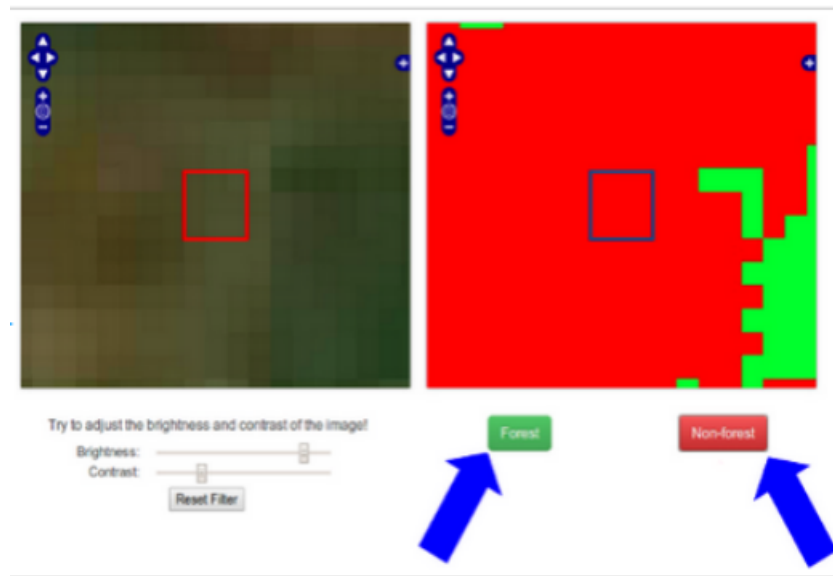 Try to adjust the brightness and contrast of the image!
Brightness:
Contrast:
Reset Filter
Forest
Non-forest